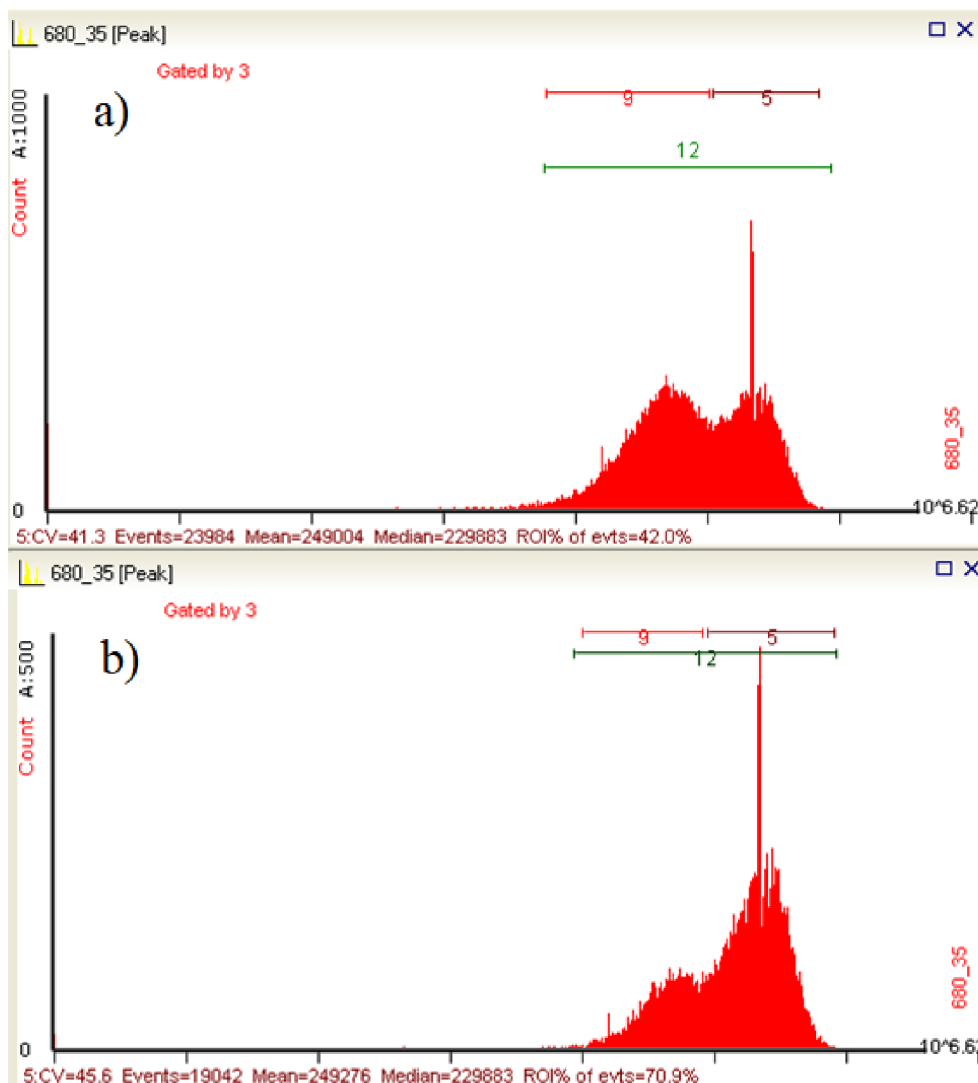 680_35 [Peak]
Gated by 3
a)
9 5
12
Count A:1000
680_35
0
10^6.62
5:CV=41.3 Events=23984 Mean=249004 Median=229883 ROI% of evts=42.0%
680_35 [Peak]
Gated by 3
b)
9 5
12
Count A:500
680_35
0
10^6.62
5:CV=45.6 Events=19042 Mean=249276 Median=229883 ROI% of evts=70.9%